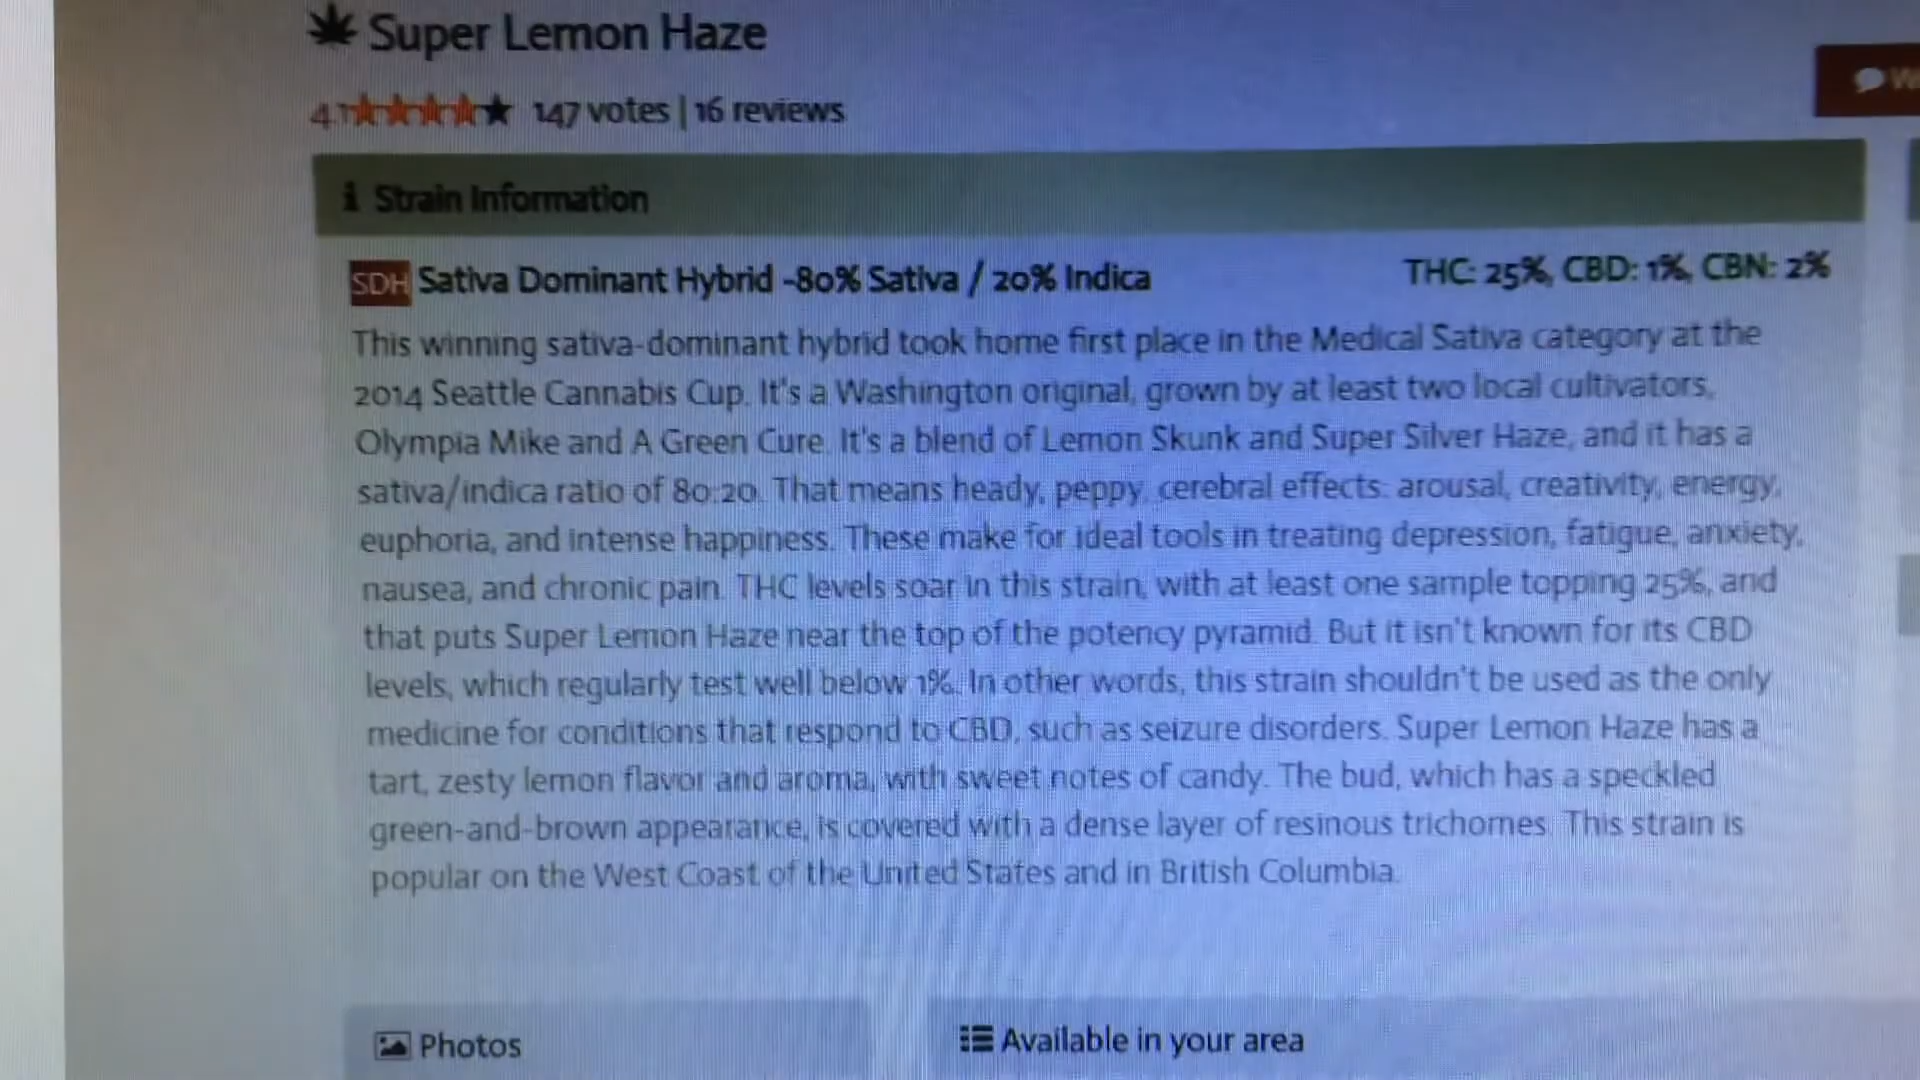 Super Lemon Haze
4.1 147 votes | 16 reviews
Strain Information
SDH Sativa Dominant Hybrid -80% Sativa / 20% Indica
THC: 25%, CBD: 1%, CBN: 2%
This winning sativa-dominant hybrid took home first place in the Medical Sativa category at the
2014 Seattle Cannabis Cup. It's a Washington original, grown by at least two local cultivators,
Olympia Mike and A Green Cure. It's a blend of Lemon Skunk and Super Silver Haze, and it has a
sativa/indica ratio of 80:20. That means heady, peppy, cerebral effects: arousal, creativity, energy,
euphoria, and intense happiness. These make for ideal tools in treating depression, fatigue, anxiety,
nausea, and chronic pain. THC levels soar in this strain, with at least one sample topping 25%, and
that puts Super Lemon Haze near the top of the potency pyramid. But it isn't known for its CBD
levels, which regularly test well below 1%. In other words, this strain shouldn't be used as the only
medicine for conditions that respond to CBD, such as seizure disorders. Super Lemon Haze has a
tart, zesty lemon flavor and aroma, with sweet notes of candy. The bud, which has a speckled
green-and-brown appearance, is covered with a dense layer of resinous trichomes. This strain is
popular on the West Coast of the United States and in British Columbia.
Photos
Available in your area